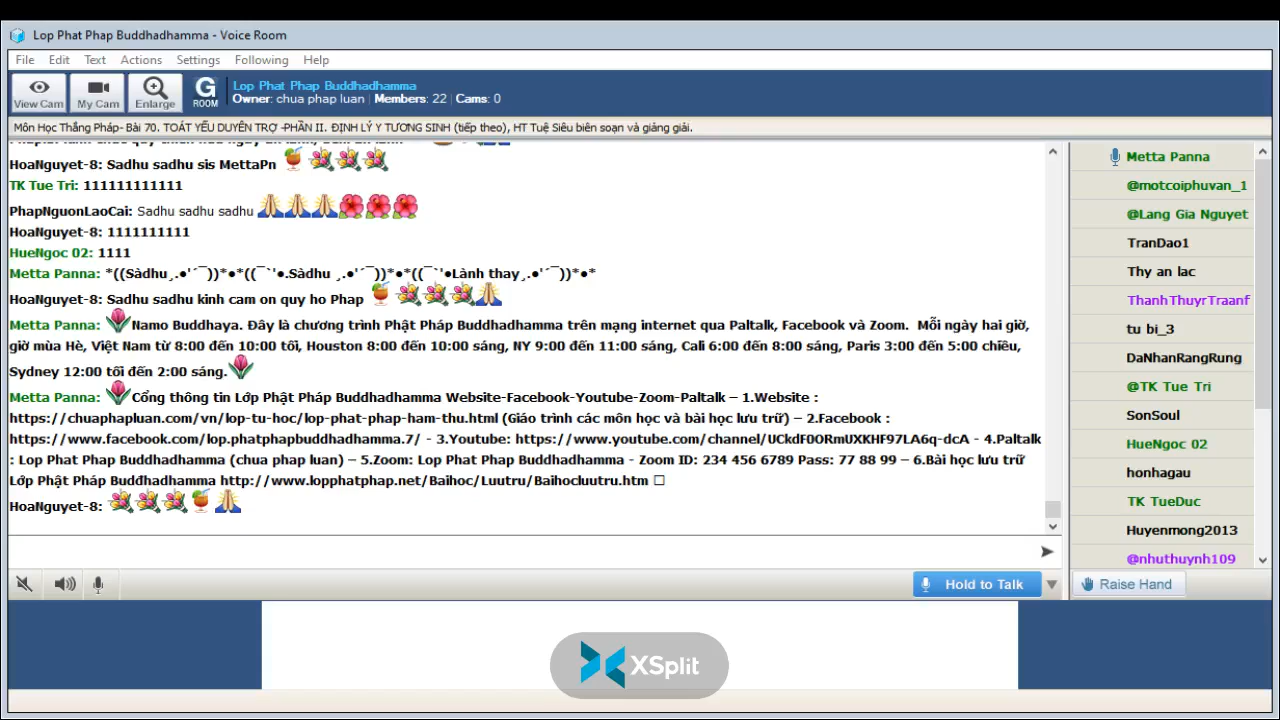 Lop Phat Phap Buddhadhamma - Voice Room
File Edit Text Actions Settings Following Help
View Cam My Cam Enlarge G ROOM
Lop Phat Phap Buddhadhamma
Owner: chua phap luan | Members: 22 | Cams: 0
Môn Học Thắng Pháp- Bài 70. TOÁT YẾU DUYÊN TRỢ -PHẦN II. ĐỊNH LÝ Y TƯƠNG SINH (tiếp theo), HT Tuệ Siêu biên soạn và giảng giải.
HoaNguyet-8: Sadhu sadhu sis MettaPn
TK Tue Tri: 111111111111
PhapNguonLaoCai: Sadhu sadhu sadhu
HoaNguyet-8: 1111111111
HueNgoc 02: 1111
Metta Panna: *((Sàdhu¸.●'´¯))*●*((¯`'●.Sàdhu ¸.●'´¯))*●*((¯`'●Lành thay¸.●'´¯))*●*
HoaNguyet-8: Sadhu sadhu kinh cam on quy ho Phap
Metta Panna: Namo Buddhaya. Đây là chương trình Phật Pháp Buddhadhamma trên mạng internet qua Paltalk, Facebook và Zoom. Mỗi ngày hai giờ,
giờ mùa Hè, Việt Nam từ 8:00 đến 10:00 tối, Houston 8:00 đến 10:00 sáng, NY 9:00 đến 11:00 sáng, Cali 6:00 đến 8:00 sáng, Paris 3:00 đến 5:00 chiều,
Sydney 12:00 tối đến 2:00 sáng.
Metta Panna: Cổng thông tin Lớp Phật Pháp Buddhadhamma Website-Facebook-Youtube-Zoom-Paltalk – 1.Website :
https://chuaphapluan.com/vn/lop-tu-hoc/lop-phat-phap-ham-thu.html (Giáo trình các môn học và bài học lưu trữ) – 2.Facebook :
https://www.facebook.com/lop.phatphapbuddhadhamma.7/ - 3.Youtube: https://www.youtube.com/channel/UCkdF0ORmUXKHF97LA6q-dcA - 4.Paltalk
: Lop Phat Phap Buddhadhamma (chua phap luan) – 5.Zoom: Lop Phat Phap Buddhadhamma - Zoom ID: 234 456 6789 Pass: 77 88 99 – 6.Bài học lưu trữ
Lớp Phật Pháp Buddhadhamma http://www.lopphatphap.net/Baihoc/Luutru/Baihocluutru.htm
HoaNguyet-8:
Metta Panna
@motcoiphuvan_1
@Lang Gia Nguyet
TranDao1
Thy an lac
ThanhThuyrTraanf
tu bi_3
DaNhanRangRung
@TK Tue Tri
SonSoul
HueNgoc 02
honhagau
TK TueDuc
Huyenmong2013
@nhuthuynh109
Hold to Talk
Raise Hand
XSplit